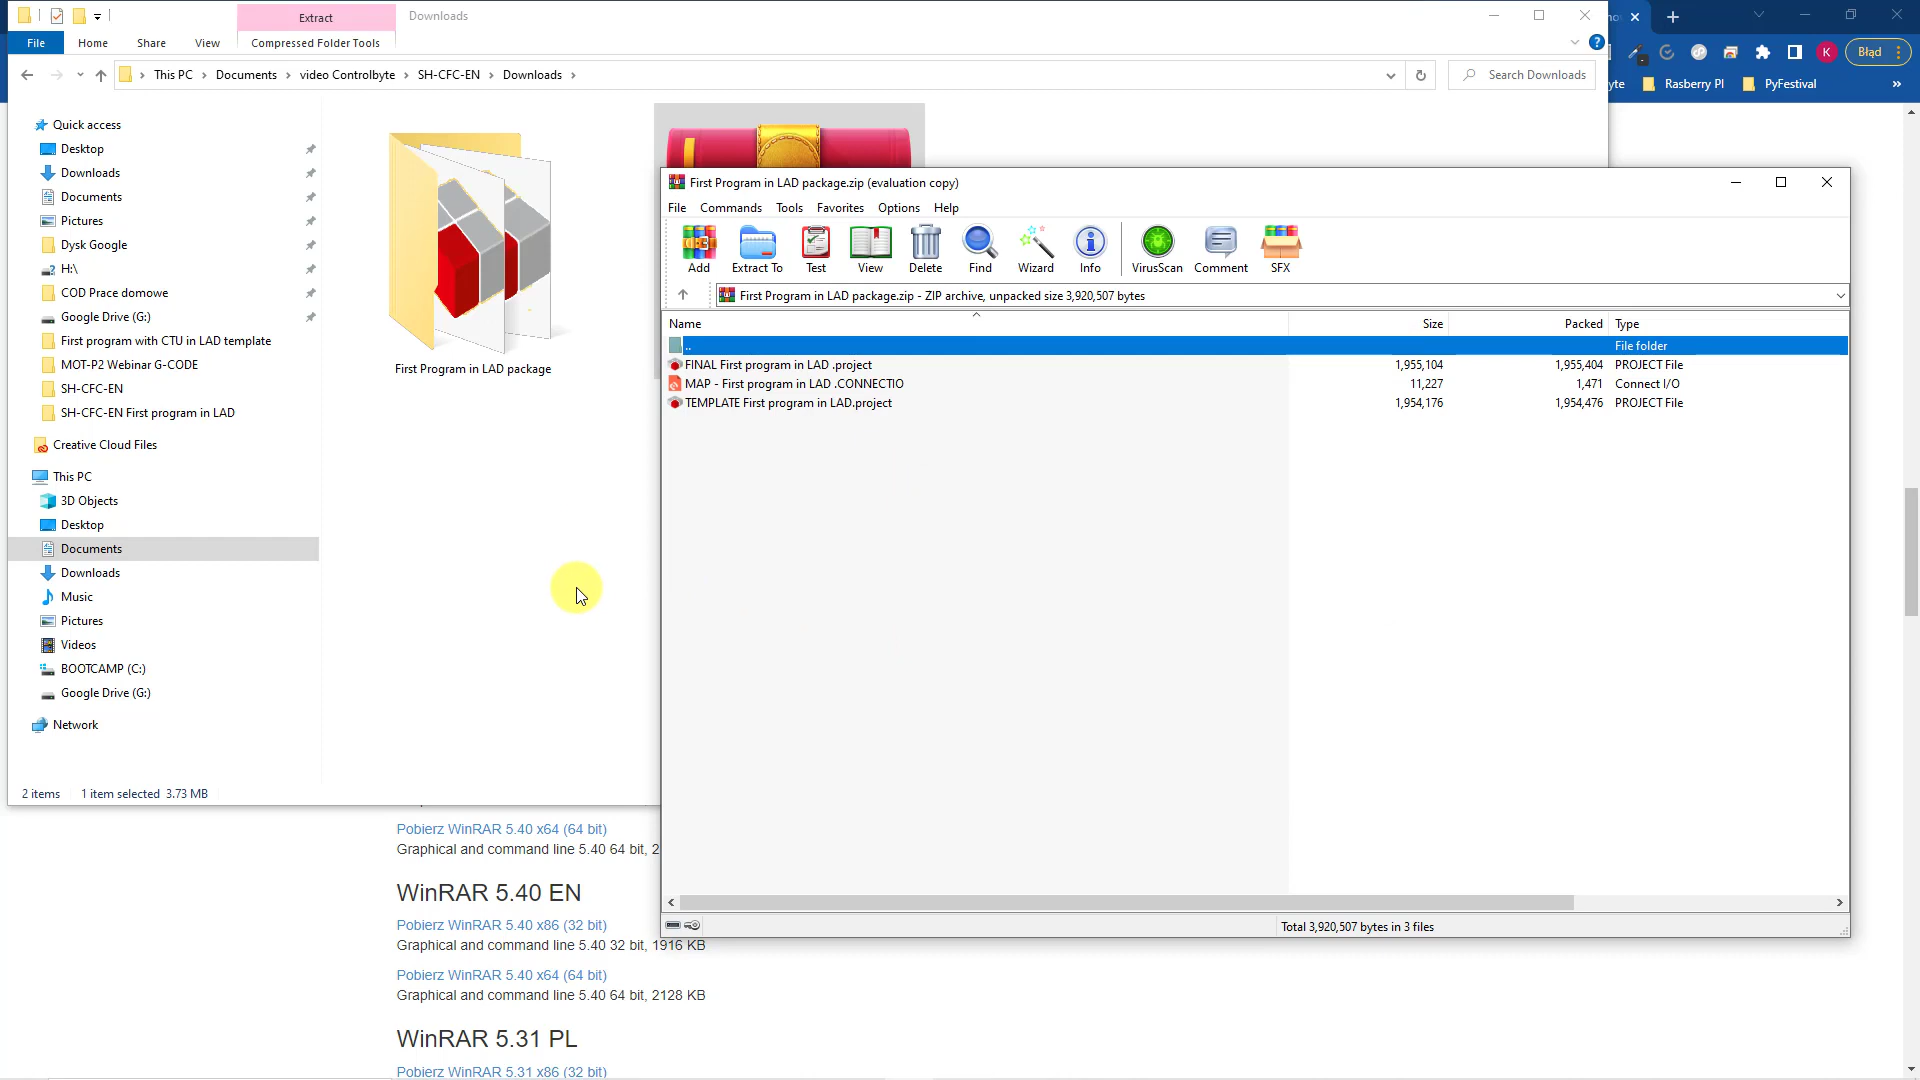 Extract
Downloads
File
Home
Share
View
Compressed Folder Tools
This PC
Documents
video Controlbyte
SH-CFC-EN
Downloads
Search Downloads
K
Błąd
yte
Rasberry PI
PyFestival
»
Quick access
Desktop
Downloads
Documents
Pictures
Dysk Google
H:\
COD Prace domowe
Google Drive (G:)
First program with CTU in LAD template
MOT-P2 Webinar G-CODE
SH-CFC-EN
SH-CFC-EN First program in LAD
Creative Cloud Files
This PC
3D Objects
Desktop
Documents
Downloads
Music
Pictures
Videos
BOOTCAMP (C:)
Google Drive (G:)
Network
2 items
1 item selected 3.73 MB
First Program in LAD package
First Program in LAD package.zip (evaluation copy)
File
Commands
Tools
Favorites
Options
Help
Add
Extract To
Test
View
Delete
Find
Wizard
Info
VirusScan
Comment
SFX
First Program in LAD package.zip - ZIP archive, unpacked size 3,920,507 bytes
Name
Size
Packed
Type
..
File folder
FINAL First program in LAD .project
1,955,104
1,955,404
PROJECT File
MAP - First program in LAD .CONNECTIO
11,227
1,471
Connect I/O
TEMPLATE First program in LAD.project
1,954,176
1,954,476
PROJECT File
Total 3,920,507 bytes in 3 files
Pobierz WinRAR 5.40 x64 (64 bit)
Graphical and command line 5.40 64 bit, 2
WinRAR 5.40 EN
Pobierz WinRAR 5.40 x86 (32 bit)
Graphical and command line 5.40 32 bit, 1916 KB
Pobierz WinRAR 5.40 x64 (64 bit)
Graphical and command line 5.40 64 bit, 2128 KB
WinRAR 5.31 PL
Pobierz WinRAR 5.31 x86 (32 bit)